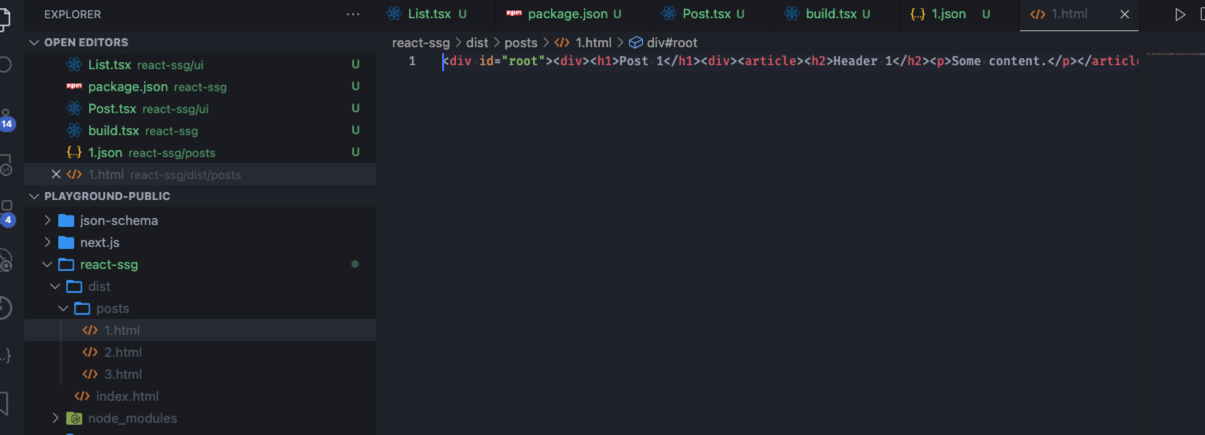 EXPLORER
List.tsx U
package.json U
Post.tsx U
build.tsx U
{..} 1.json U
1.html
OPEN EDITORS
List.tsx react-ssg/ui U
package.json react-ssg U
Post.tsx react-ssg/ui U
build.tsx react-ssg U
{..} 1.json react-ssg/posts U
1.html react-ssg/dist/posts
PLAYGROUND-PUBLIC
json-schema
next.js
react-ssg
dist
posts
1.html
2.html
3.html
index.html
node_modules
14
4
react-ssg > dist > posts > 1.html > div#root
1 <div id="root"><div><h1>Post 1</h1><div><article><h2>Header 1</h2><p>Some content.</p></article